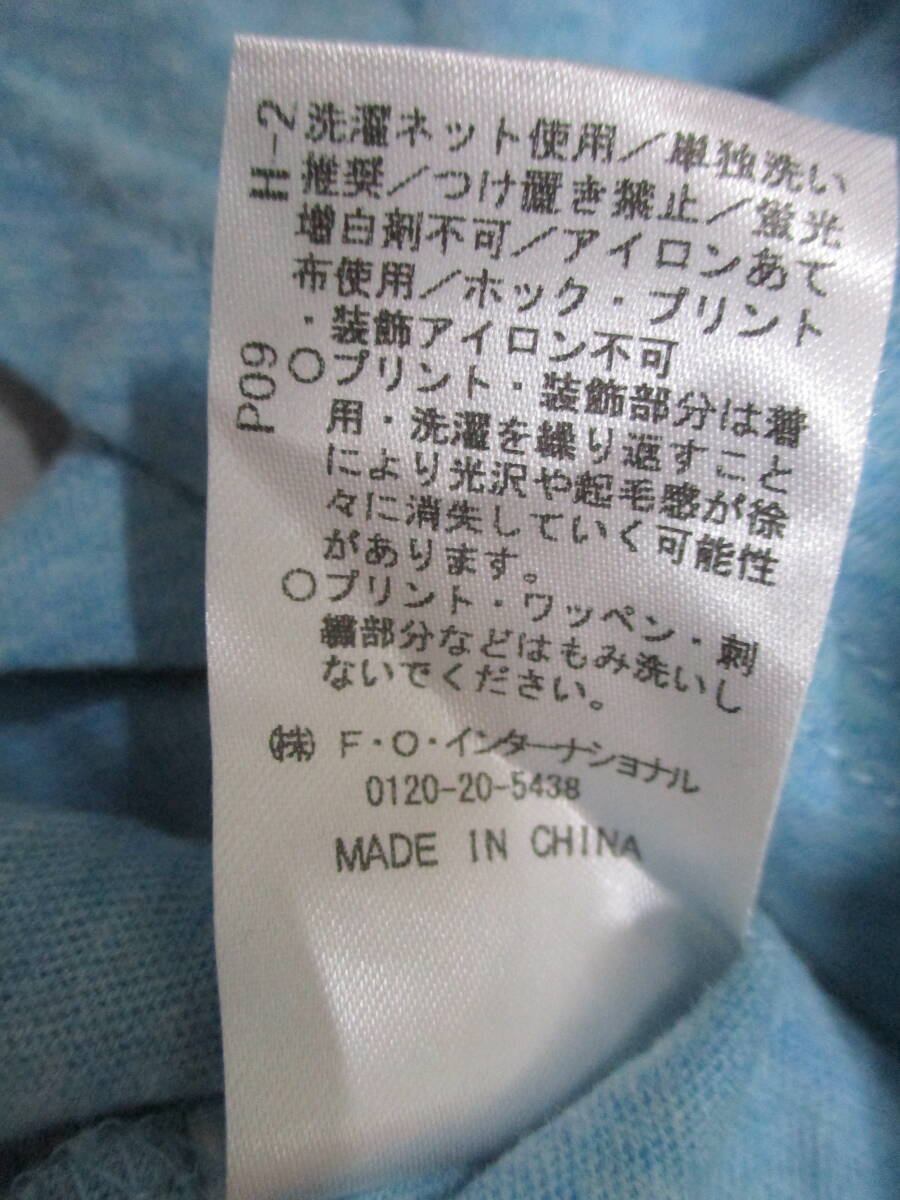 H-2
洗濯ネット使用/単独洗い
推奨/つけ置き禁止/蛍光
増白剤不可/アイロンあて
布使用/ホック・プリント
・装飾アイロン不可
P09
○プリント・装飾部分は着
用・洗濯を繰り返すこと
により光沢や起毛感が徐
々に消失していく可能性
があります。
○プリント・ワッペン・刺
繍部分などはもみ洗いし
ないでください。
㈱ F・O・インターナショナル
0120-20-5438
MADE IN CHINA